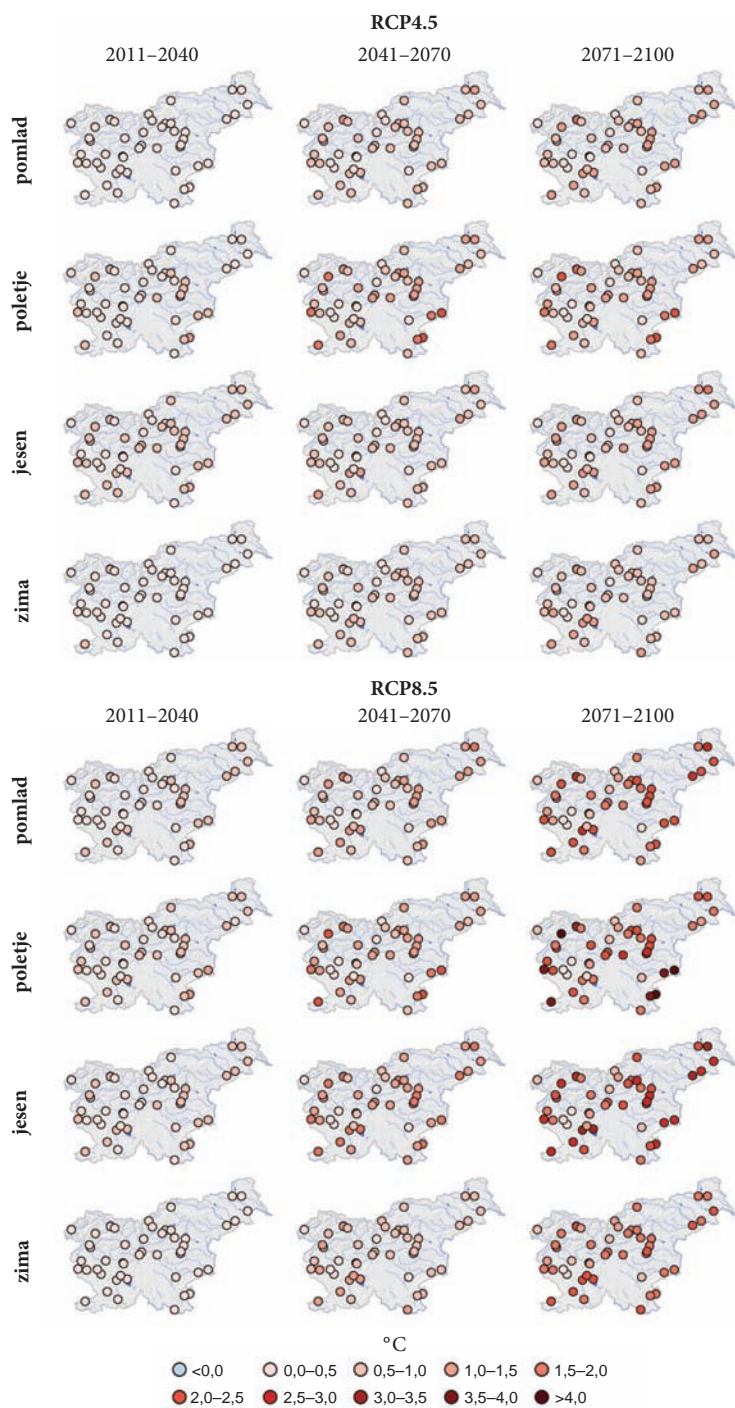 RCP4.5
2011–2040 2041–2070 2071–2100
pomlad
poletje
jesen
zima
RCP8.5
2011–2040 2041–2070 2071–2100
pomlad
poletje
jesen
zima
°C
<0,0 0,0–0,5 0,5–1,0 1,0–1,5 1,5–2,0
2,0–2,5 2,5–3,0 3,0–3,5 3,5–4,0 >4,0